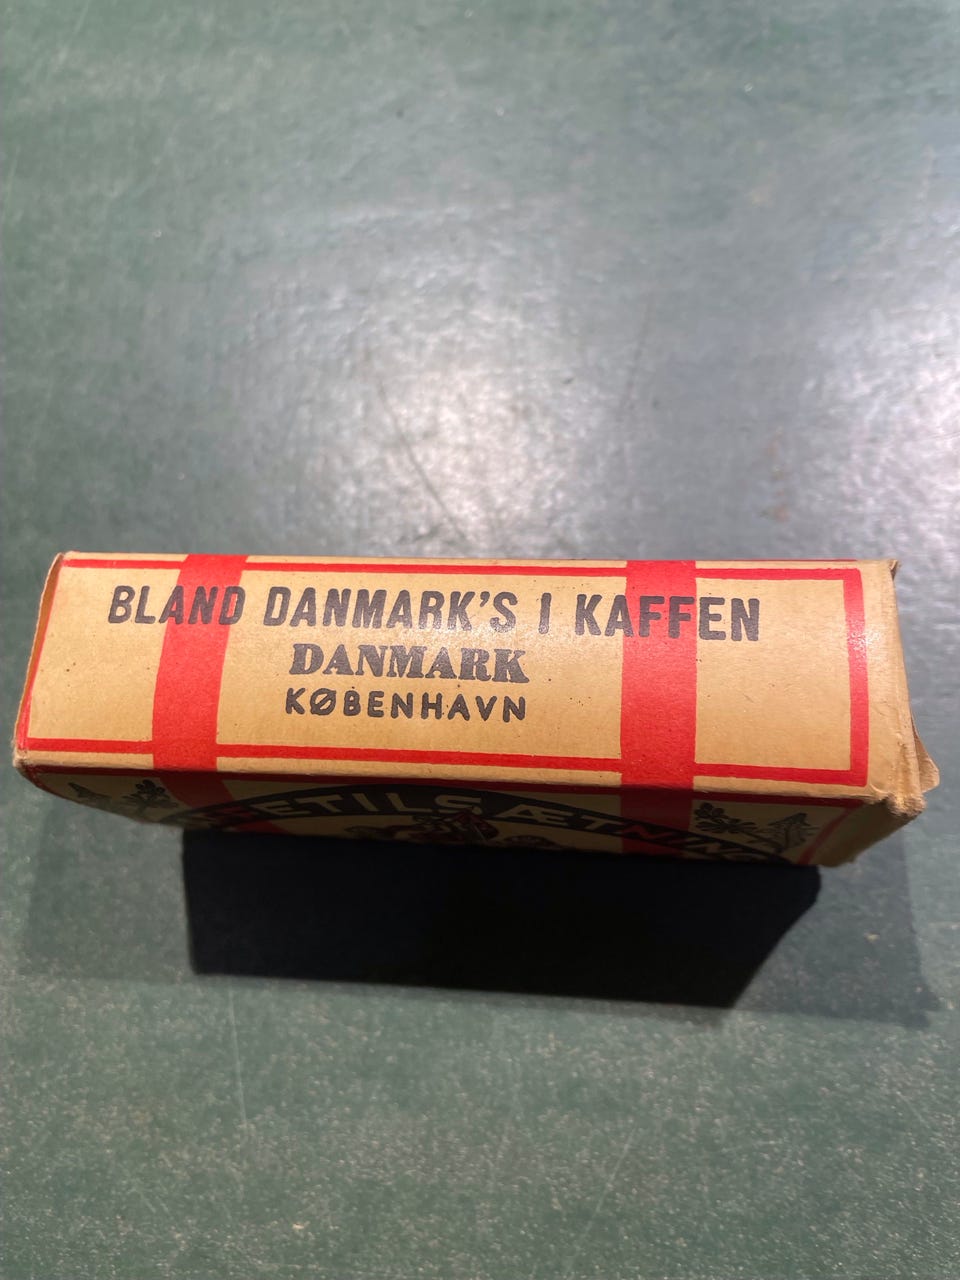 BLAND DANMARK'S I KAFFEN
DANMARK
KØBENHAVN